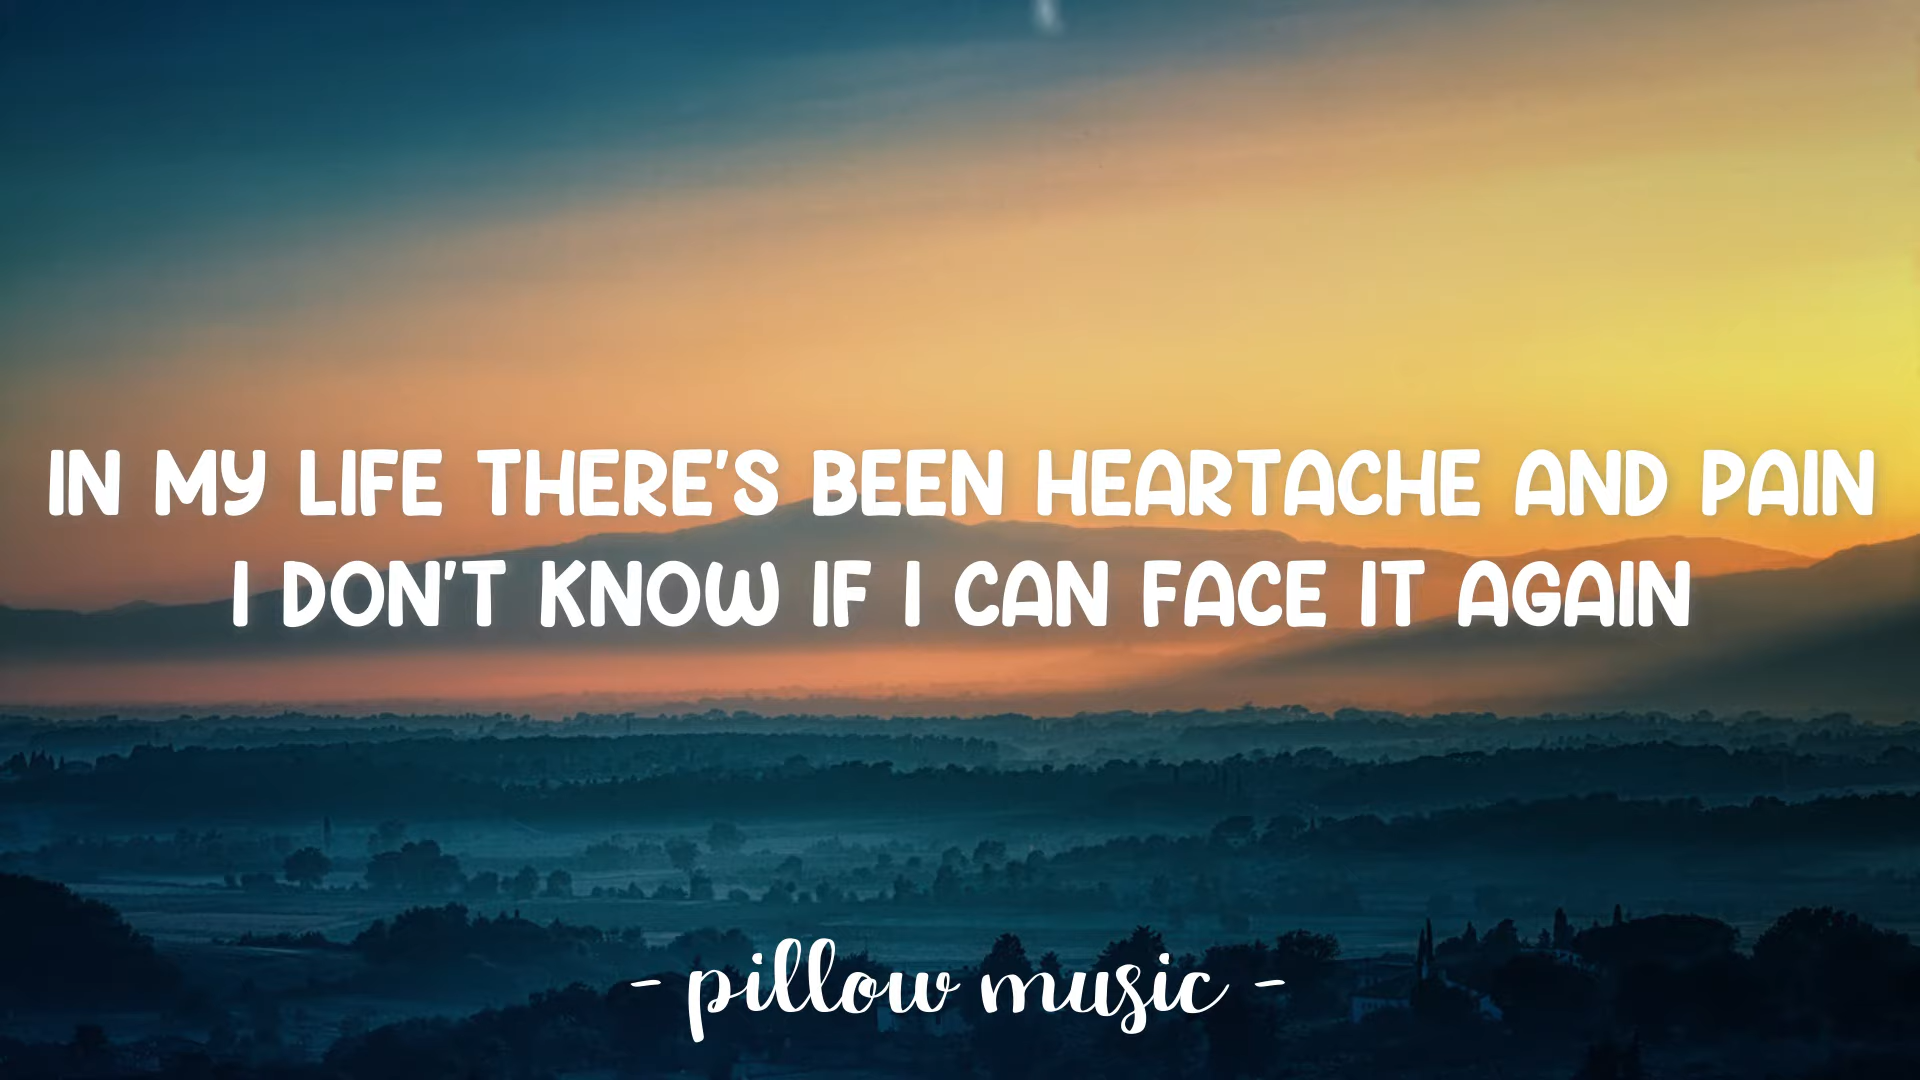 IN MY LIFE THERE'S BEEN HEARTACHE AND PAIN
I DON'T KNOW IF I CAN FACE IT AGAIN
- pillow music -